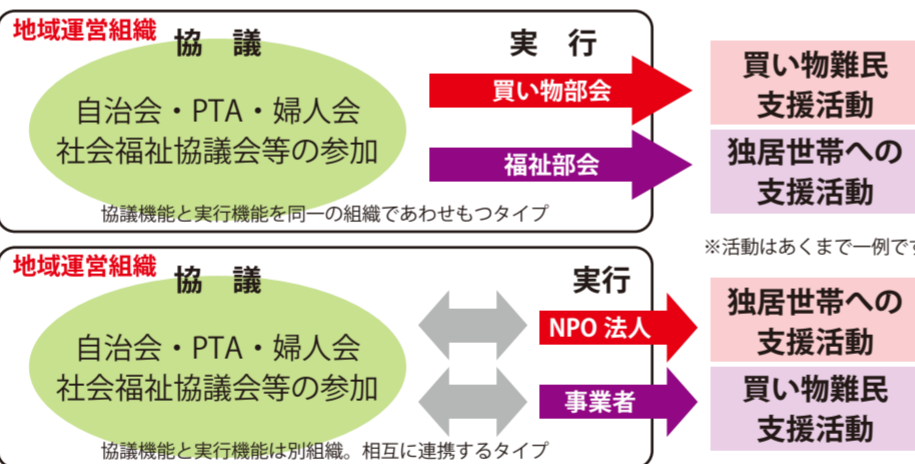 地域運営組織
協 議
自治会・PTA・婦人会
社会福祉協議会等の参加
実 行
買い物部会
福祉部会
協議機能と実行機能を同一の組織であわせもつタイプ
買い物難民
支援活動
独居世帯への
支援活動
※活動はあくまで一例です
地域運営組織
協 議
自治会・PTA・婦人会
社会福祉協議会等の参加
実行
NPO 法人
事業者
協議機能と実行機能は別組織。相互に連携するタイプ
独居世帯への
支援活動
買い物難民
支援活動